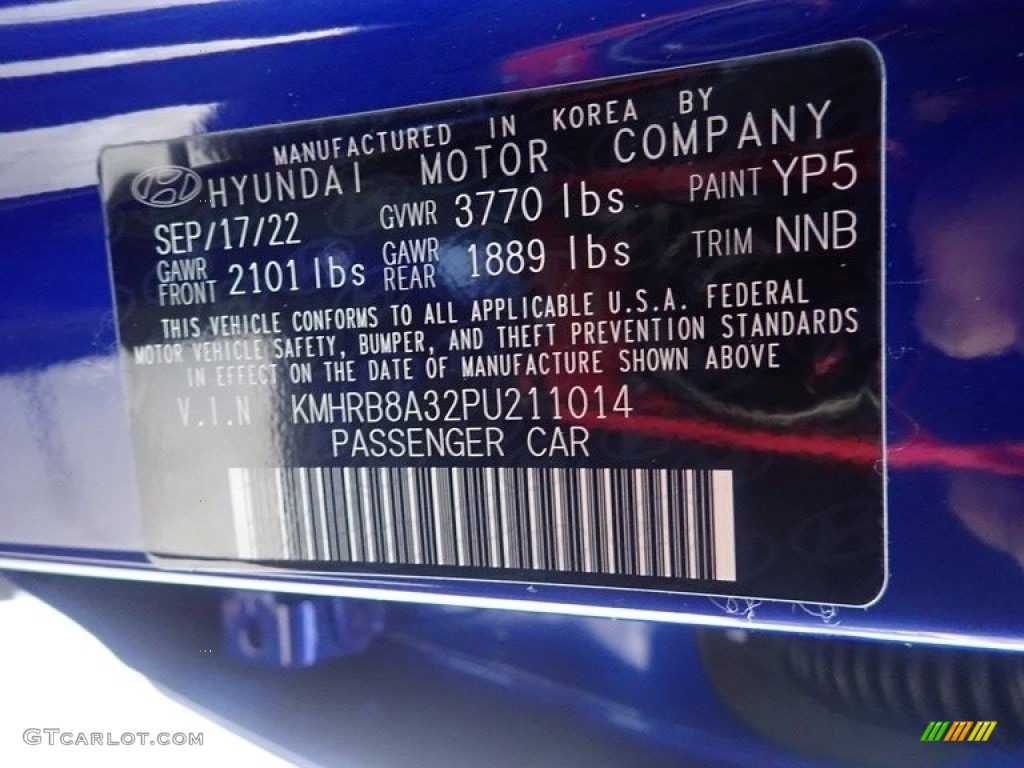 MANUFACTURED IN KOREA BY
HYUNDAI MOTOR COMPANY
SEP/17/22 GVWR 3770 lbs PAINT YP5
GAWR FRONT 2101 lbs GAWR REAR 1889 lbs TRIM NNB
THIS VEHICLE CONFORMS TO ALL APPLICABLE U.S.A. FEDERAL
MOTOR VEHICLE SAFETY, BUMPER, AND THEFT PREVENTION STANDARDS
IN EFFECT ON THE DATE OF MANUFACTURE SHOWN ABOVE
V.I.N KMHRB8A32PU211014
PASSENGER CAR
GTCARLOT.COM